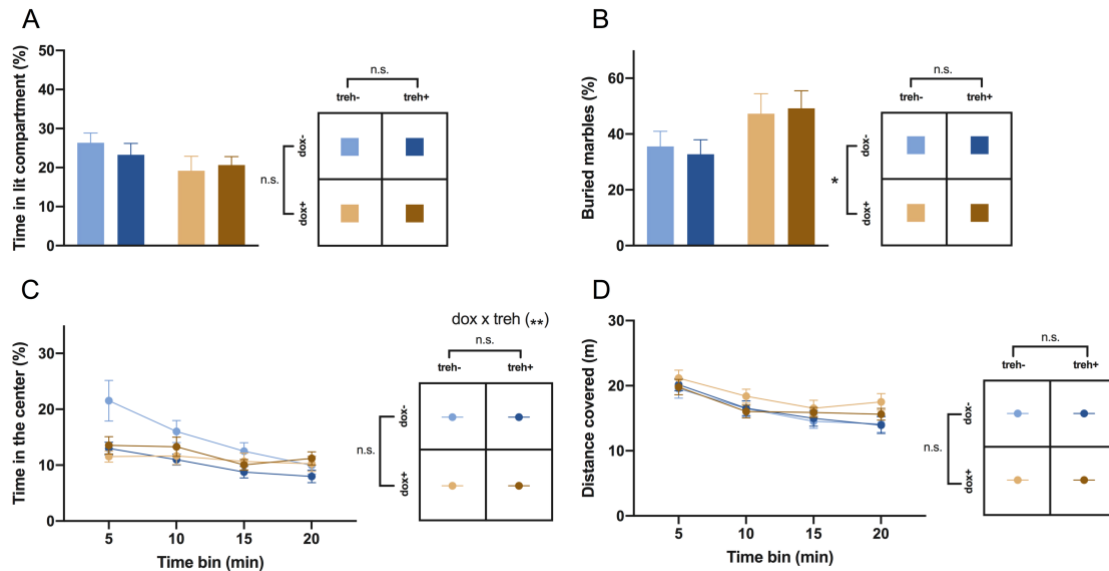 A
Time in lit compartment (%)
50
40
30
20
10
0
n.s.
treh-
treh+
n.s.
dox-
dox+
B
Buried marbles (%)
60
40
20
0
n.s.
treh-
treh+
*
dox-
dox+
C
Time in the center (%)
30
20
10
0
5
10
15
20
Time bin (min)
dox x treh (**)
n.s.
treh-
treh+
n.s.
dox-
dox+
D
Distance covered (m)
30
20
10
0
5
10
15
20
Time bin (min)
n.s.
treh-
treh+
n.s.
dox-
dox+